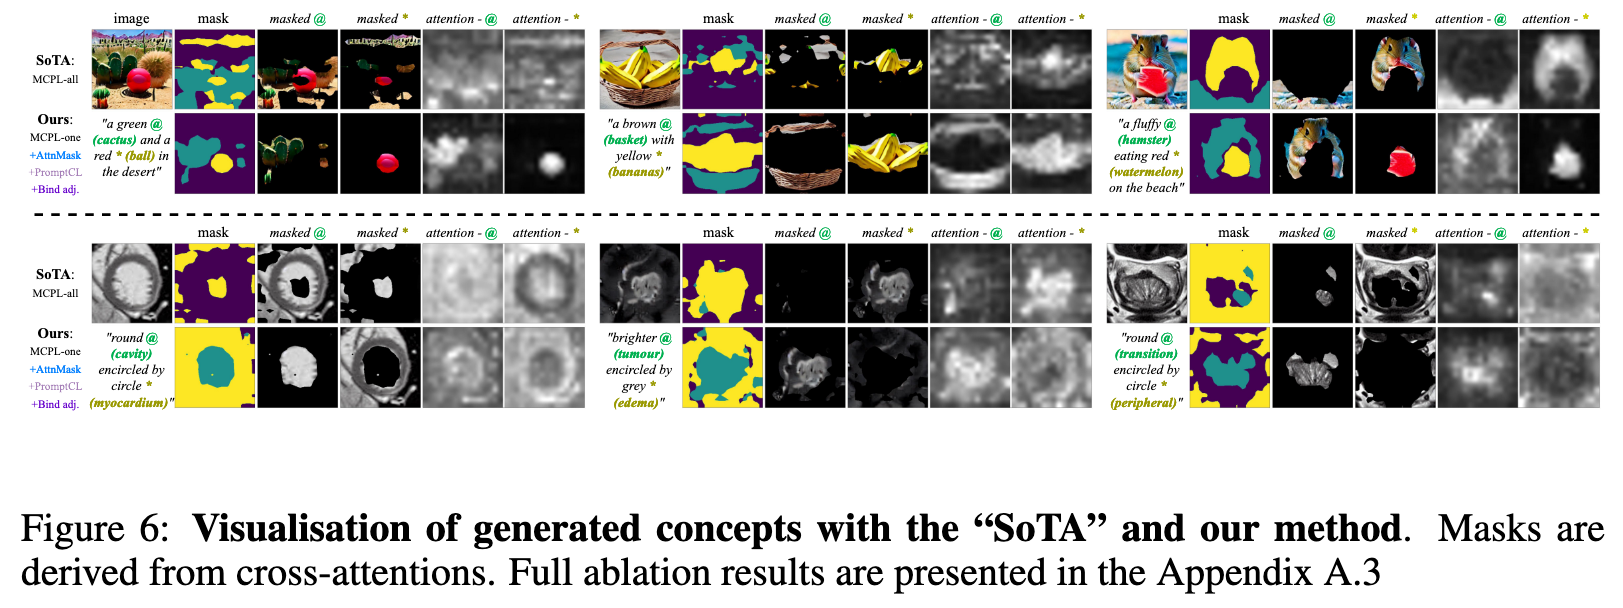 image mask masked @ masked * attention - @ attention - *
mask masked @ masked * attention - @ attention - *
mask masked @ masked * attention - @ attention - *
SoTA:
MCPL-all
Ours:
MCPL-one
+AttnMask
+PromptCL
+Bind adj.
"a green @
(cactus) and a
red * (ball) in
the desert"
"a brown @
(basket) with
yellow *
(bananas)"
"a fluffy @
(hamster)
eating red *
(watermelon)
on the beach"
mask masked @ masked * attention - @ attention - *
mask masked @ masked * attention - @ attention - *
mask masked @ masked * attention - @ attention - *
SoTA:
MCPL-all
Ours:
MCPL-one
+AttnMask
+PromptCL
+Bind adj.
"round @
(cavity)
encircled by
circle *
(myocardium)"
"brighter @
(tumour)
encircled by
grey *
(edema)"
"round @
(transition)
encircled by
circle *
(peripheral)"
Figure 6: Visualisation of generated concepts with the “SoTA” and our method. Masks are
derived from cross-attentions. Full ablation results are presented in the Appendix A.3